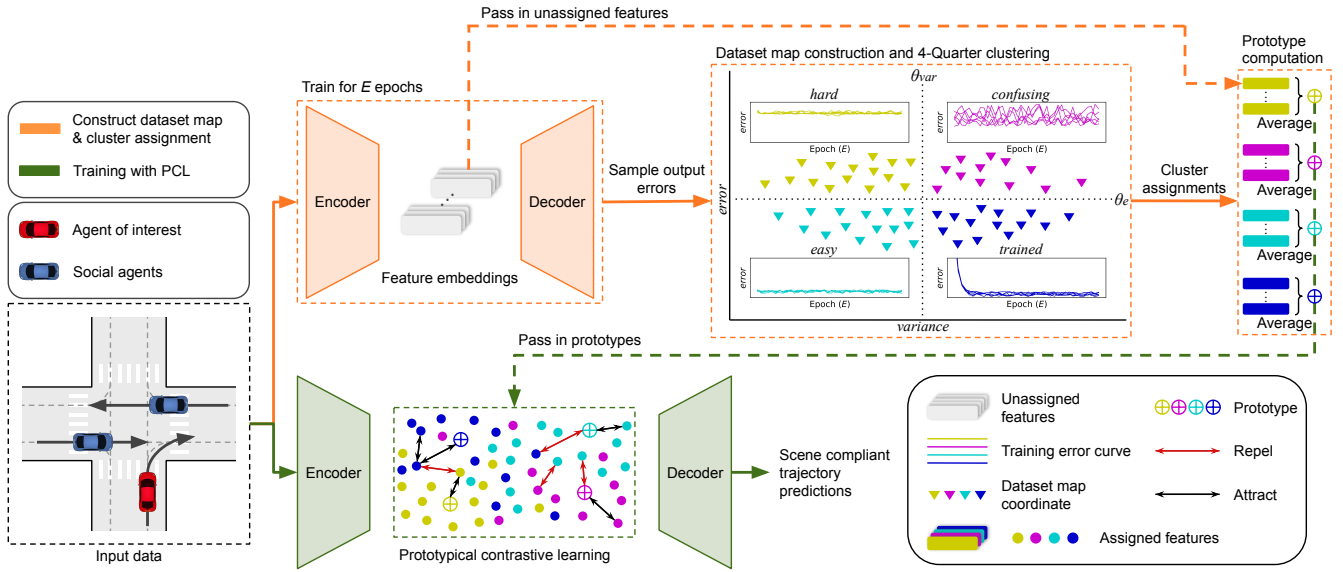 Pass in unassigned features
Dataset map construction and 4-Quarter clustering
Prototype
computation
Train for E epochs
Construct dataset map
& cluster assignment
Training with PCL
Agent of interest
Social agents
Input data
Encoder
Feature embeddings
Decoder
Sample output
errors
θvar
hard
error
Epoch (E)
confusing
error
Epoch (E)
error
θe
easy
error
Epoch (E)
trained
error
Epoch (E)
variance
Cluster
assignments
Average
Average
Average
Average
Pass in prototypes
Encoder
Prototypical contrastive learning
Decoder
Scene compliant
trajectory
predictions
Unassigned
features
Prototype
Training error curve
Repel
Dataset map
coordinate
Attract
Assigned features